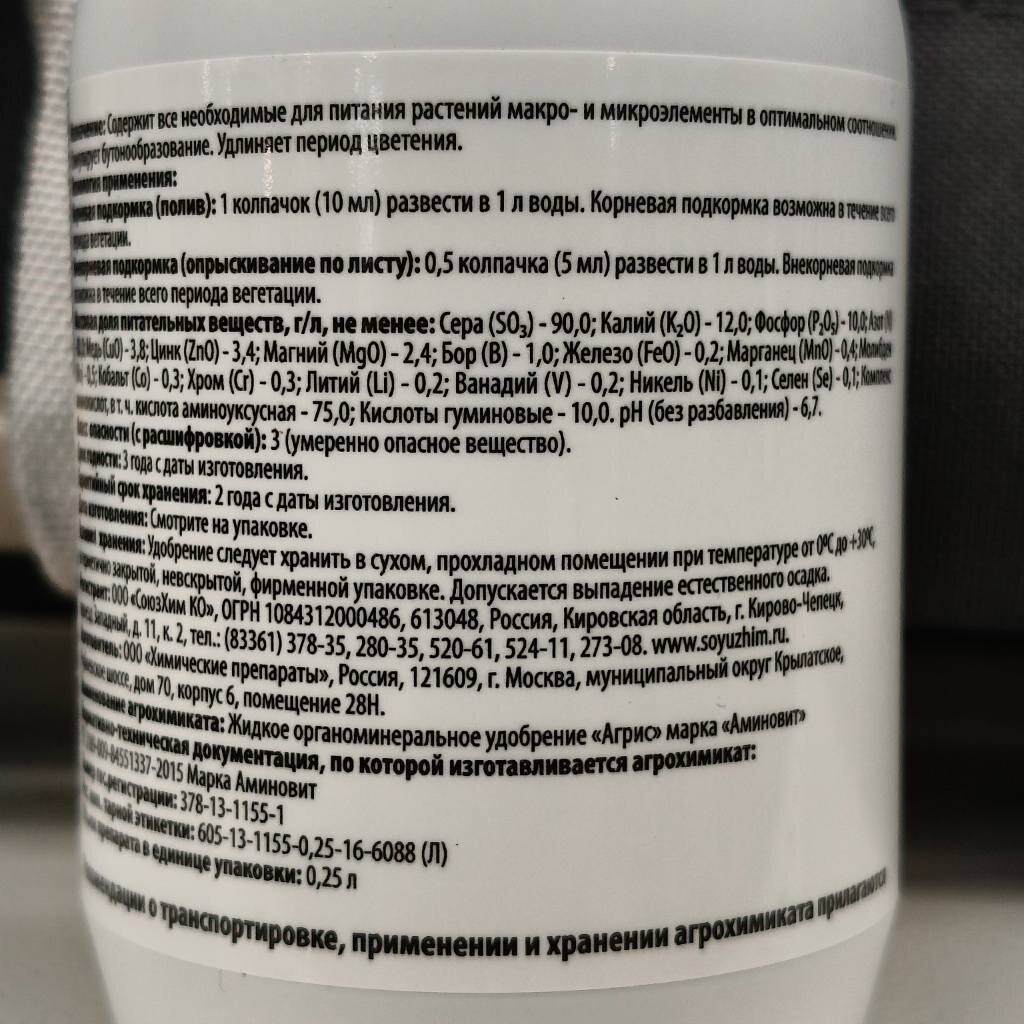 Содержит все необходимые для питания растений макро- и микроэлементы в оптимальном соотношении
бутонообразование. Удлиняет период цветения.
применения:
подкормка (полив): 1 колпачок (10 мл) развести в 1 л воды. Корневая подкормка возможна в течение всего
вегетации.
подкормка (опрыскивание по листу): 0,5 колпачка (5 мл) развести в 1 л воды. Внекорневая подкормка
в течение всего периода вегетации.
доля питательных веществ, г/л, не менее: Сера (SO₃) - 90,0; Калий (K₂O) - 12,0; Фосфор (P₂O₅) - 10,0; Азот (N)
Медь (CuO) - 3,8; Цинк (ZnO) - 3,4; Магний (MgO) - 2,4; Бор (B) - 1,0; Железо (FeO) - 0,2; Марганец (MnO) - 0,4; Молибден
- 0,5; Кобальт (Co) - 0,3; Хром (Cr) - 0,3; Литий (Li) - 0,2; Ванадий (V) - 0,2; Никель (Ni) - 0,1; Селен (Se) - 0,1; Комплекс
в т. ч. кислота аминоуксусная - 75,0; Кислоты гуминовые - 10,0. pH (без разбавления) - 6,7.
опасности (с расшифровкой): 3 (умеренно опасное вещество).
годности: 3 года с даты изготовления.
срок хранения: 2 года с даты изготовления.
изготовления: Смотрите на упаковке.
хранения: Удобрение следует хранить в сухом, прохладном помещении при температуре от 0°С до +30°С,
закрытой, невскрытой, фирменной упаковке. Допускается выпадение естественного осадка.
ООО «СоюзХим КО», ОГРН 1084312000486, 613048, Россия, Кировская область, г. Кирово-Чепецк,
Западный, д. 11, к. 2, тел.: (83361) 378-35, 280-35, 520-61, 524-11, 273-08. www.soyuzhim.ru.
ООО «Химические препараты», Россия, 121609, г. Москва, муниципальный округ Крылатское,
шоссе, дом 70, корпус 6, помещение 28Н.
агрохимиката: Жидкое органоминеральное удобрение «Агрис» марка «Аминовит»
техническая документация, по которой изготавливается агрохимикат:
84551337-2015 Марка Аминовит
регистрации: 378-13-1155-1
тарной этикетки: 605-13-1155-0,25-16-6088 (Л)
препарата в единице упаковки: 0,25 л
о транспортировке, применении и хранении агрохимиката прилагаются